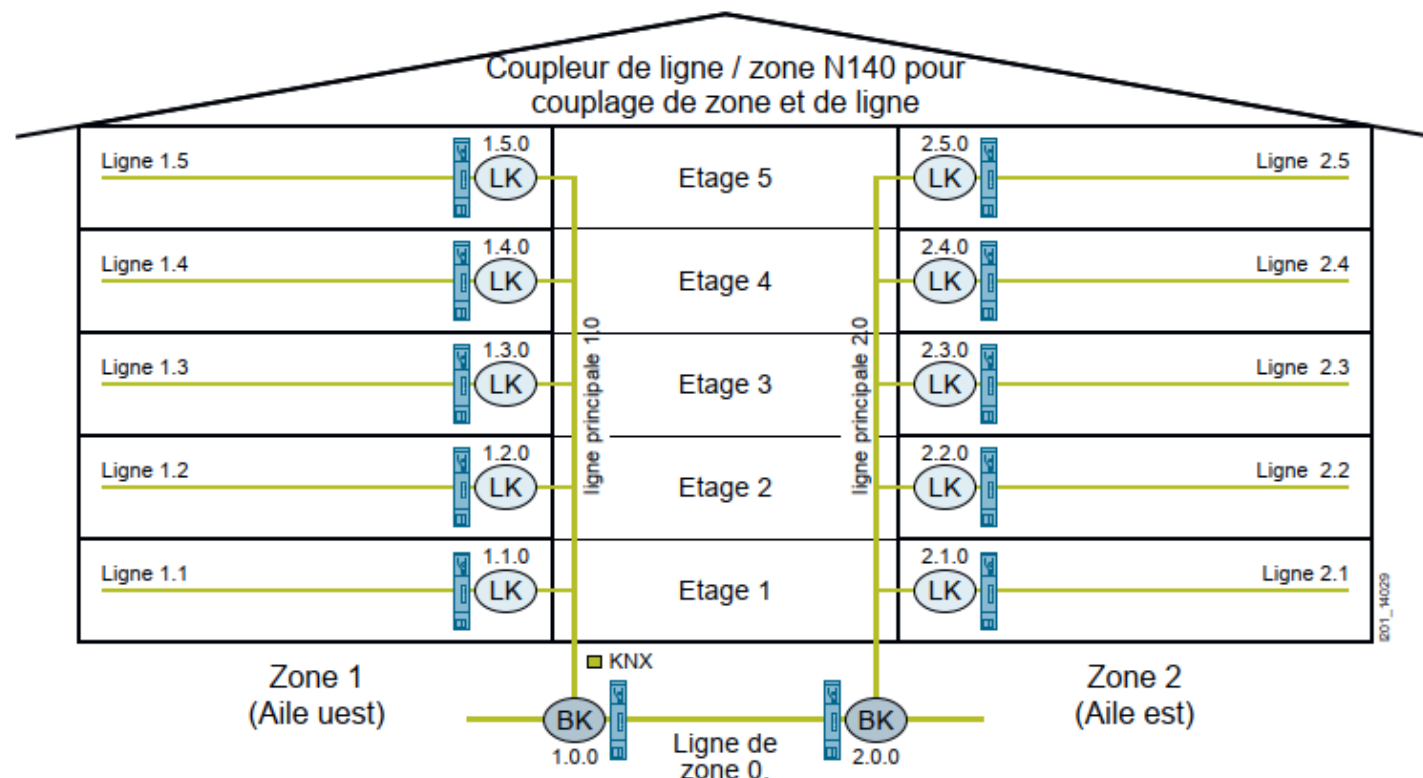 Coupleur de ligne / zone N140 pour
couplage de zone et de ligne
Ligne 1.5
1.5.0
LK
Etage 5
2.5.0
LK
Ligne 2.5
Ligne 1.4
1.4.0
LK
Etage 4
2.4.0
LK
Ligne 2.4
ligne principale 1.0
ligne principale 2.0
Ligne 1.3
1.3.0
LK
Etage 3
2.3.0
LK
Ligne 2.3
Ligne 1.2
1.2.0
LK
Etage 2
2.2.0
LK
Ligne 2.2
Ligne 1.1
1.1.0
LK
Etage 1
2.1.0
LK
Ligne 2.1
I201_14029
KNX
Zone 1
(Aile uest)
Zone 2
(Aile est)
BK
1.0.0
Ligne de
zone 0.
BK
2.0.0